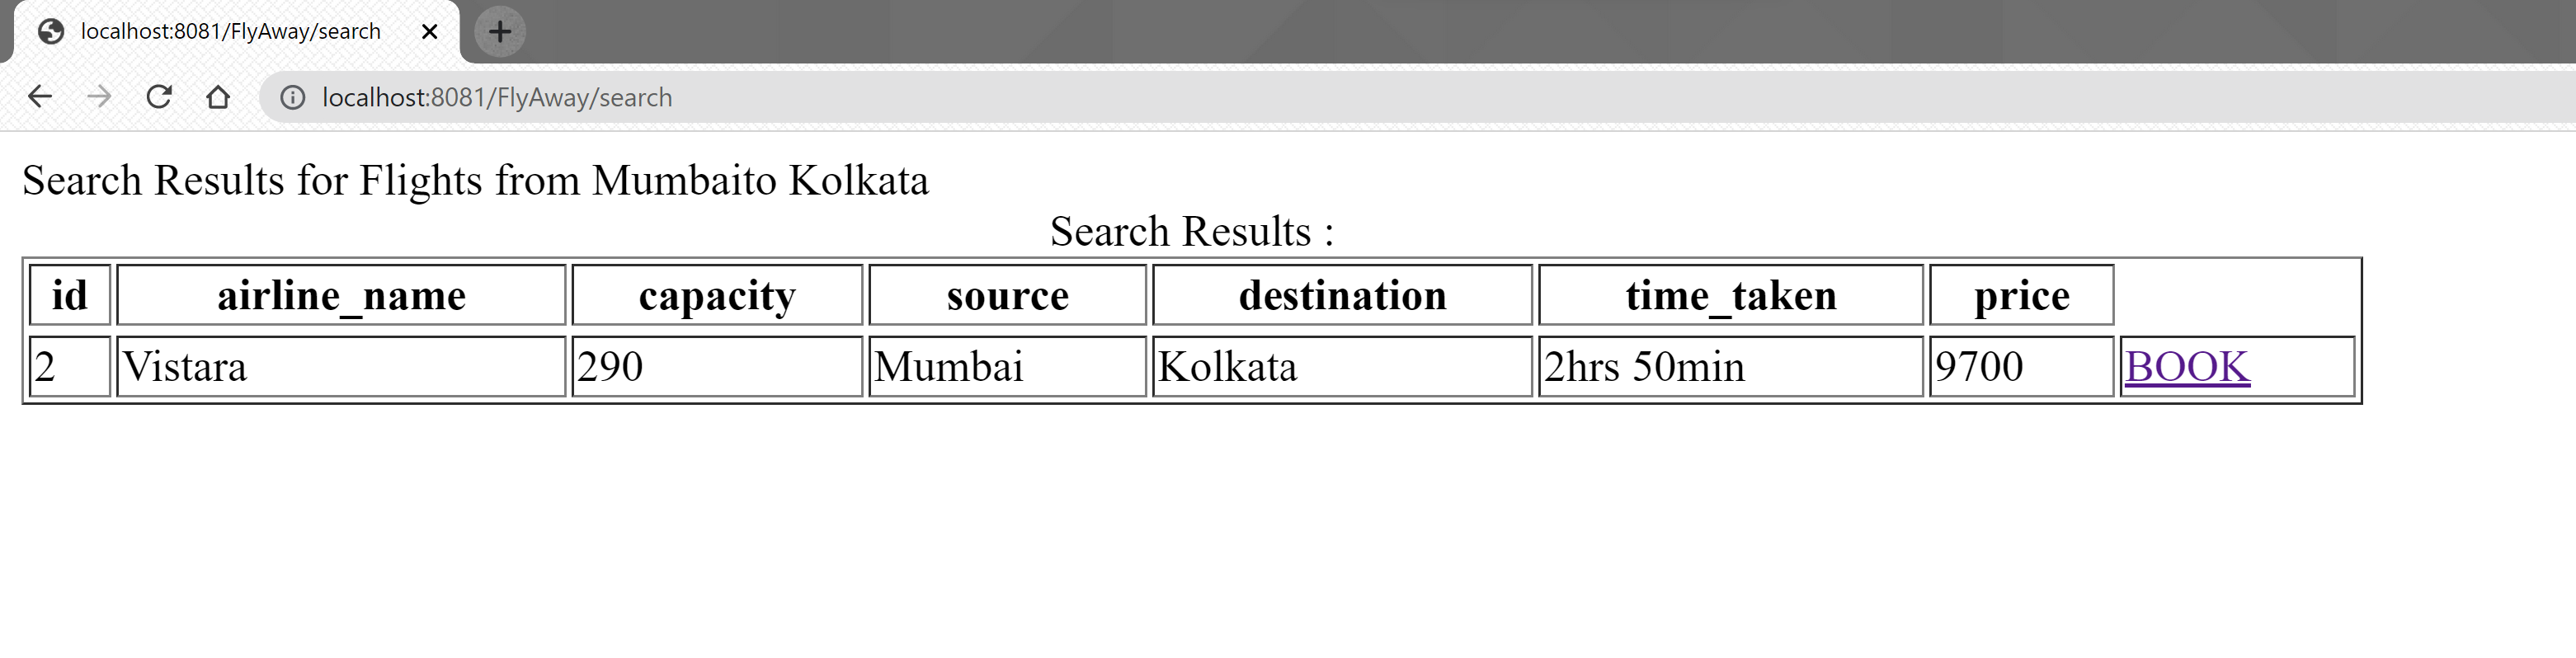 localhost:8081/FlyAway/search
localhost:8081/FlyAway/search
Search Results for Flights from Mumbaito Kolkata
Search Results :
id airline_name capacity source destination time_taken price
2 Vistara 290 Mumbai Kolkata 2hrs 50min 9700 BOOK